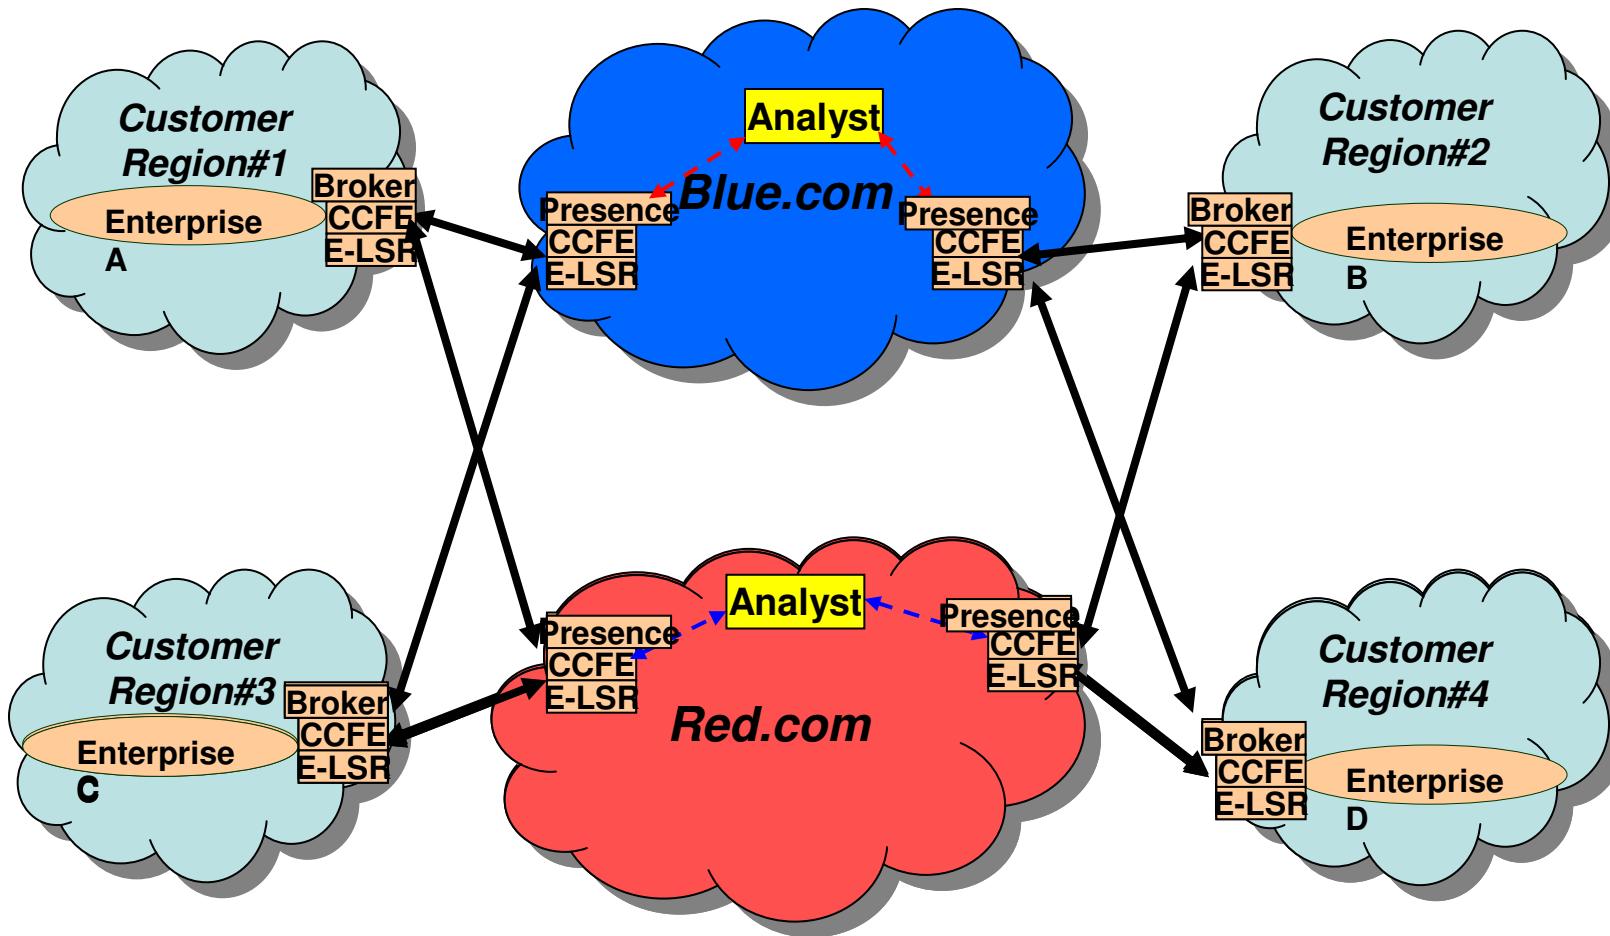 Customer
Region#1
Broker
CCFE
E-LSR
Enterprise
A
Analyst
Blue.com
Presence
CCFE
E-LSR
Presence
CCFE
E-LSR
Customer
Region#2
Broker
CCFE
E-LSR
Enterprise
B
Customer
Region#3
Broker
CCFE
E-LSR
Enterprise
C
Analyst
Presence
CCFE
E-LSR
Presence
CCFE
E-LSR
Red.com
Customer
Region#4
Broker
CCFE
E-LSR
Enterprise
D